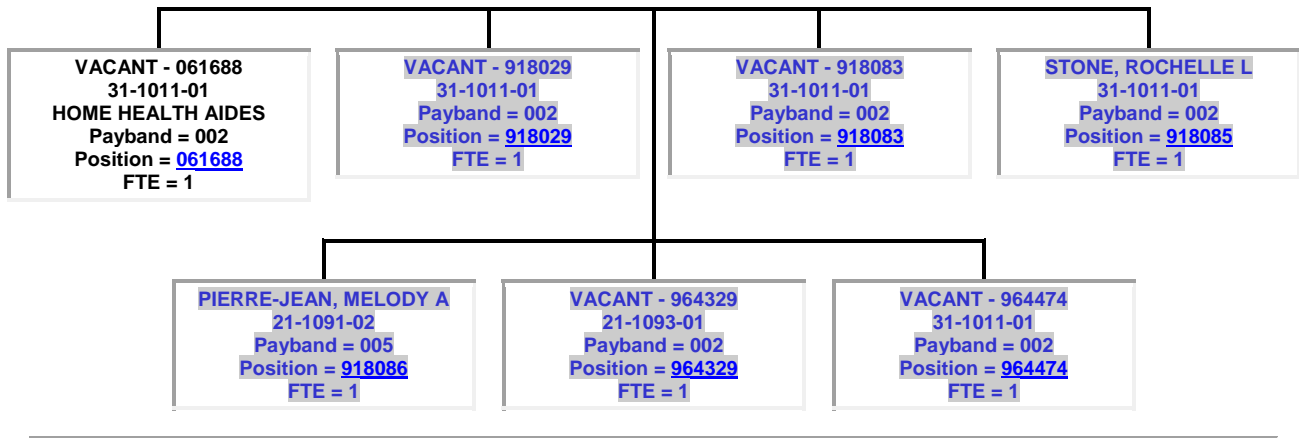 VACANT - 061688
31-1011-01
HOME HEALTH AIDES
Payband = 002
Position = 061688
FTE = 1
VACANT - 918029
31-1011-01
Payband = 002
Position = 918029
FTE = 1
VACANT - 918083
31-1011-01
Payband = 002
Position = 918083
FTE = 1
STONE, ROCHELLE L
31-1011-01
Payband = 002
Position = 918085
FTE = 1
PIERRE-JEAN, MELODY A
21-1091-02
Payband = 005
Position = 918086
FTE = 1
VACANT - 964329
21-1093-01
Payband = 002
Position = 964329
FTE = 1
VACANT - 964474
31-1011-01
Payband = 002
Position = 964474
FTE = 1